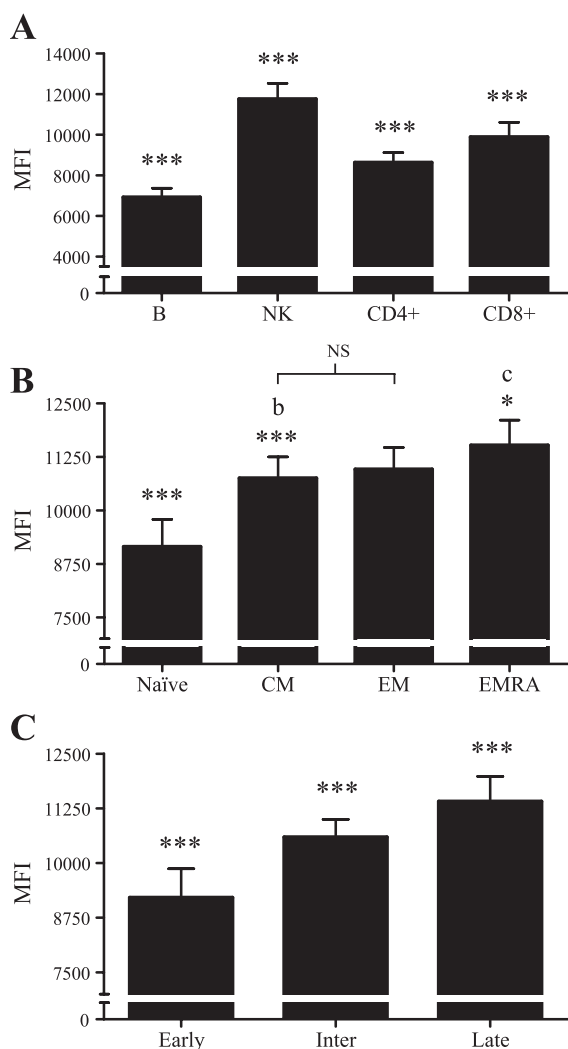 A
MFI
14000
12000
10000
8000
6000
4000
0
***
***
***
***
B NK CD4+ CD8+
B
NS
MFI
12500
11250
10000
8750
7500
0
***
b
***
c
*
Naïve CM EM EMRA
C
MFI
12500
11250
10000
8750
7500
0
***
***
***
Early Inter Late